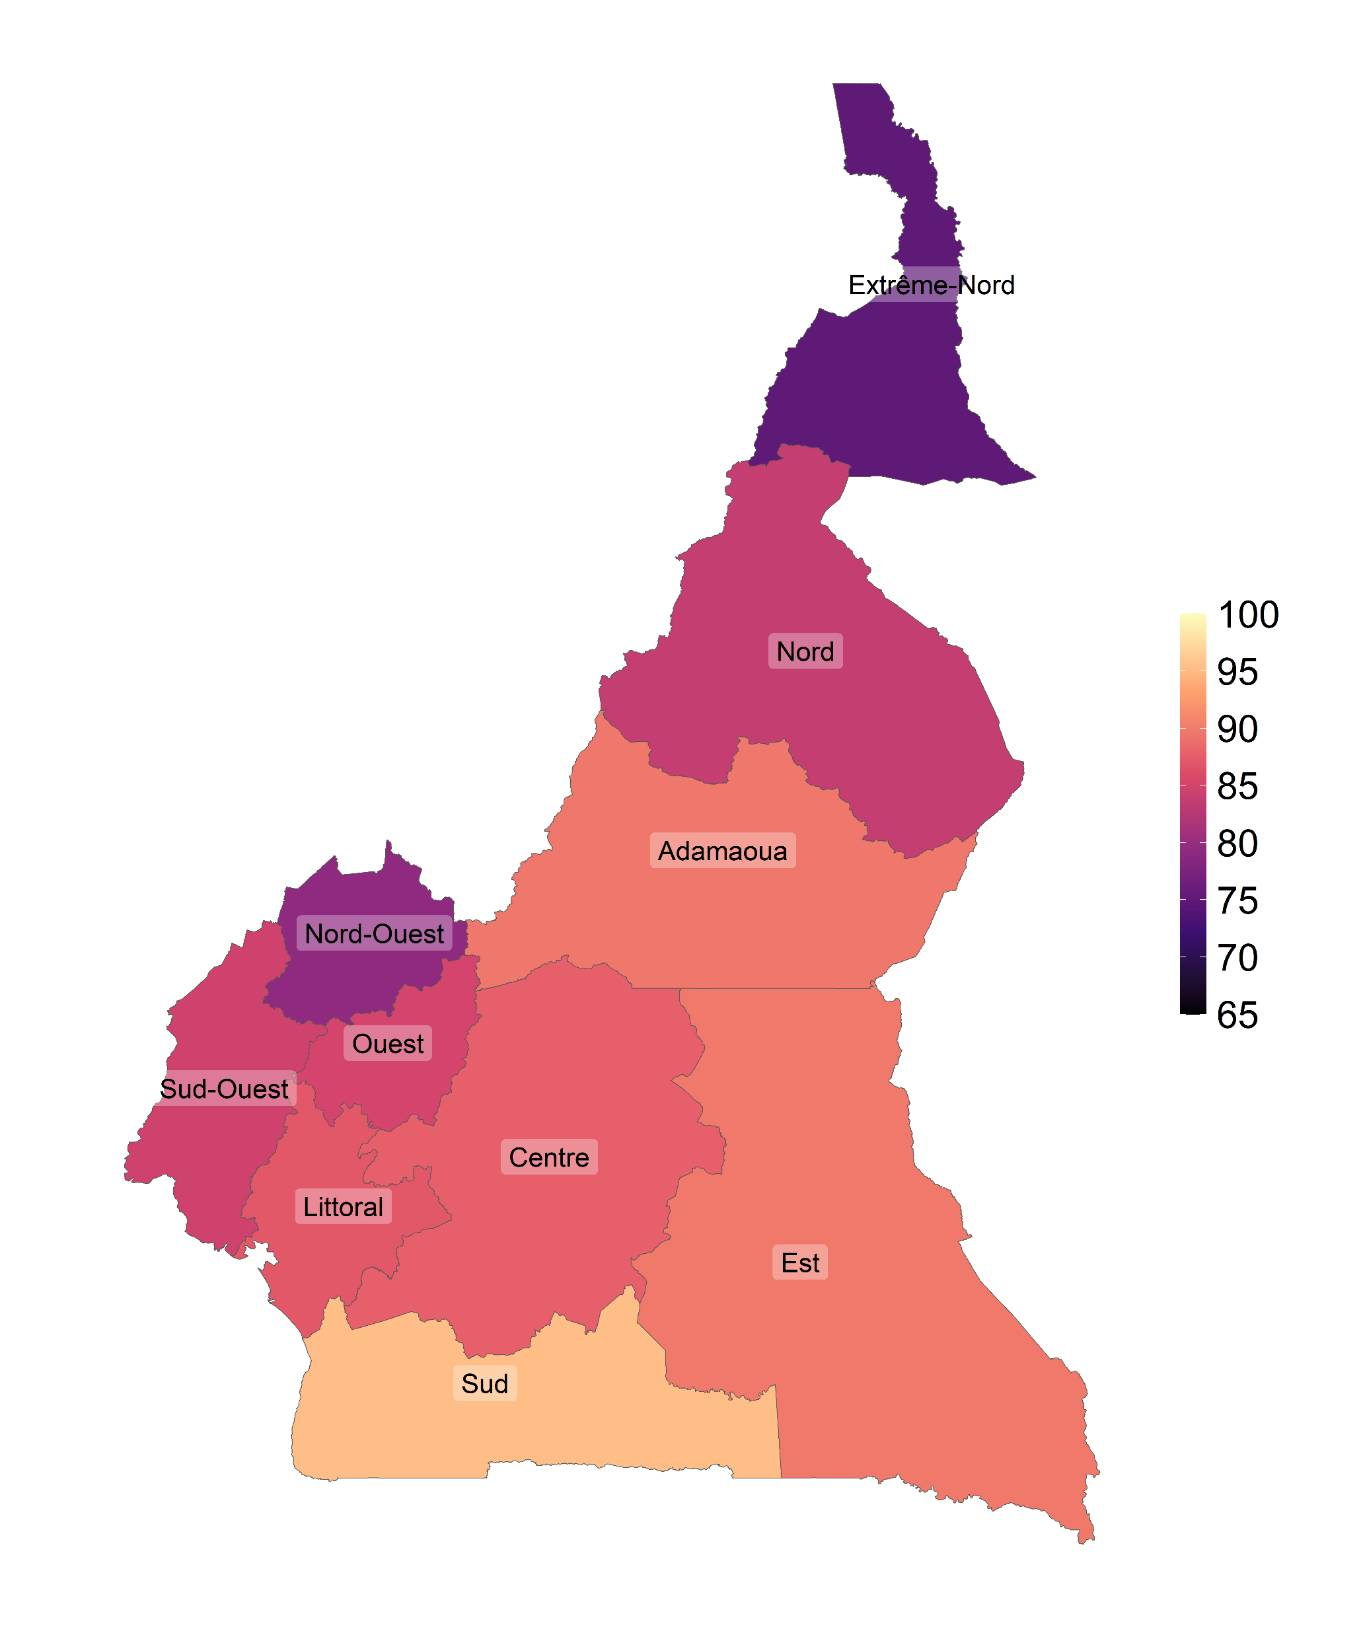 Extrême-Nord
Nord
Adamaoua
Nord-Ouest
Ouest
Sud-Ouest
Centre
Littoral
Est
Sud
100
95
90
85
80
75
70
65